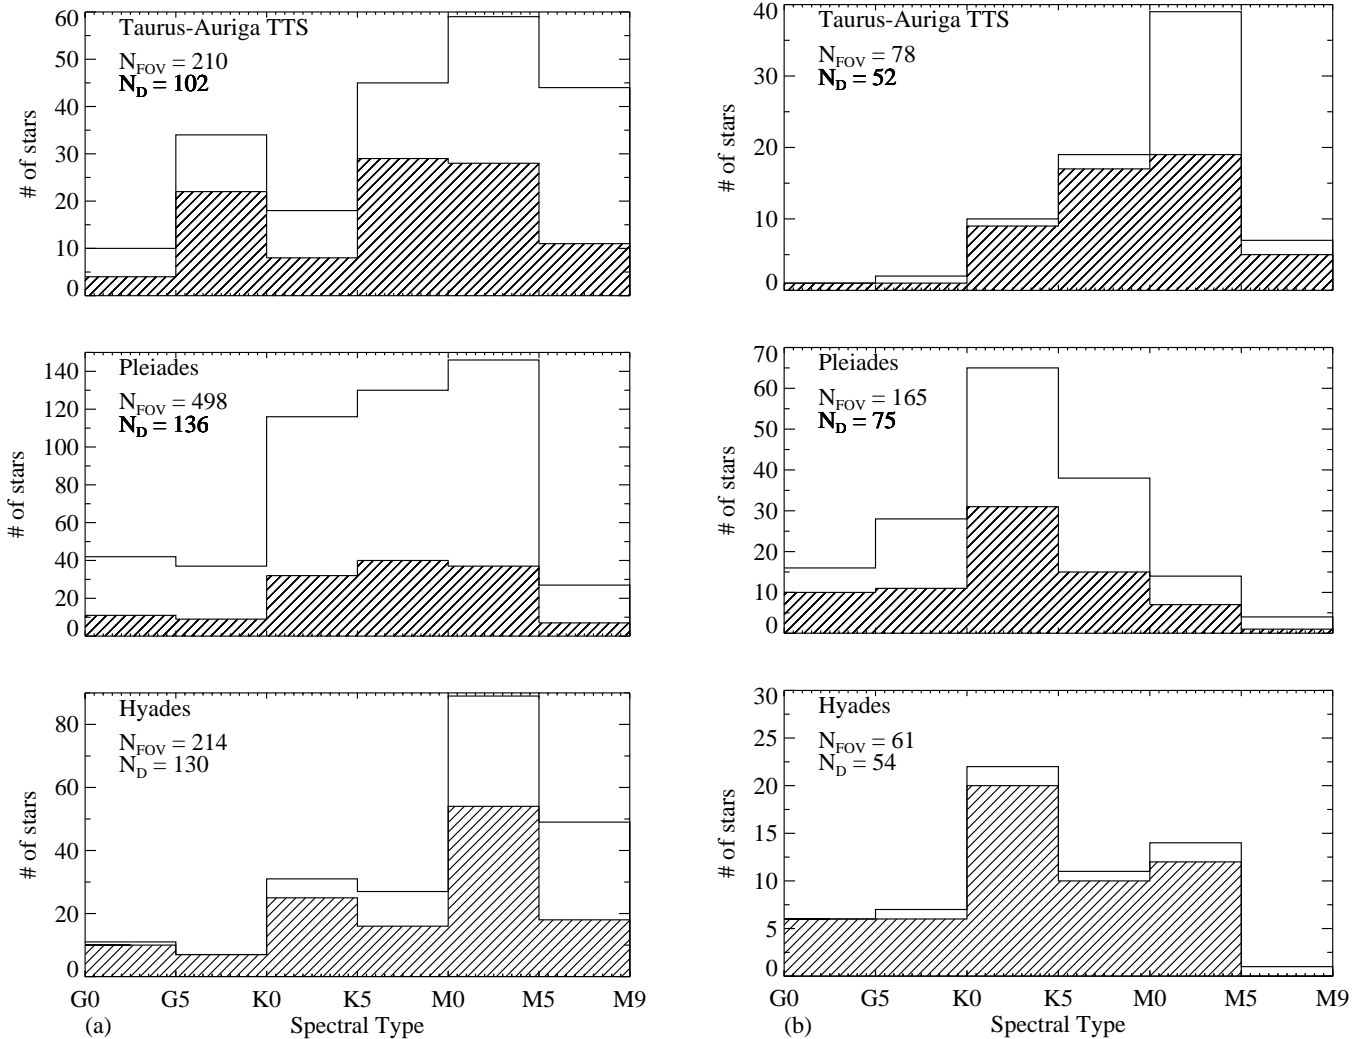 Taurus-Auriga TTS
N_FOV = 210
N_D = 102
# of stars
60
50
40
30
20
10
0
Pleiades
N_FOV = 498
N_D = 136
# of stars
140
120
100
80
60
40
20
0
Hyades
N_FOV = 214
N_D = 130
# of stars
80
60
40
20
0
G0 G5 K0 K5 M0 M5 M9
(a) Spectral Type
Taurus-Auriga TTS
N_FOV = 78
N_D = 52
# of stars
40
30
20
10
0
Pleiades
N_FOV = 165
N_D = 75
# of stars
70
60
50
40
30
20
10
0
Hyades
N_FOV = 61
N_D = 54
# of stars
30
25
20
15
10
5
0
G0 G5 K0 K5 M0 M5 M9
(b) Spectral Type